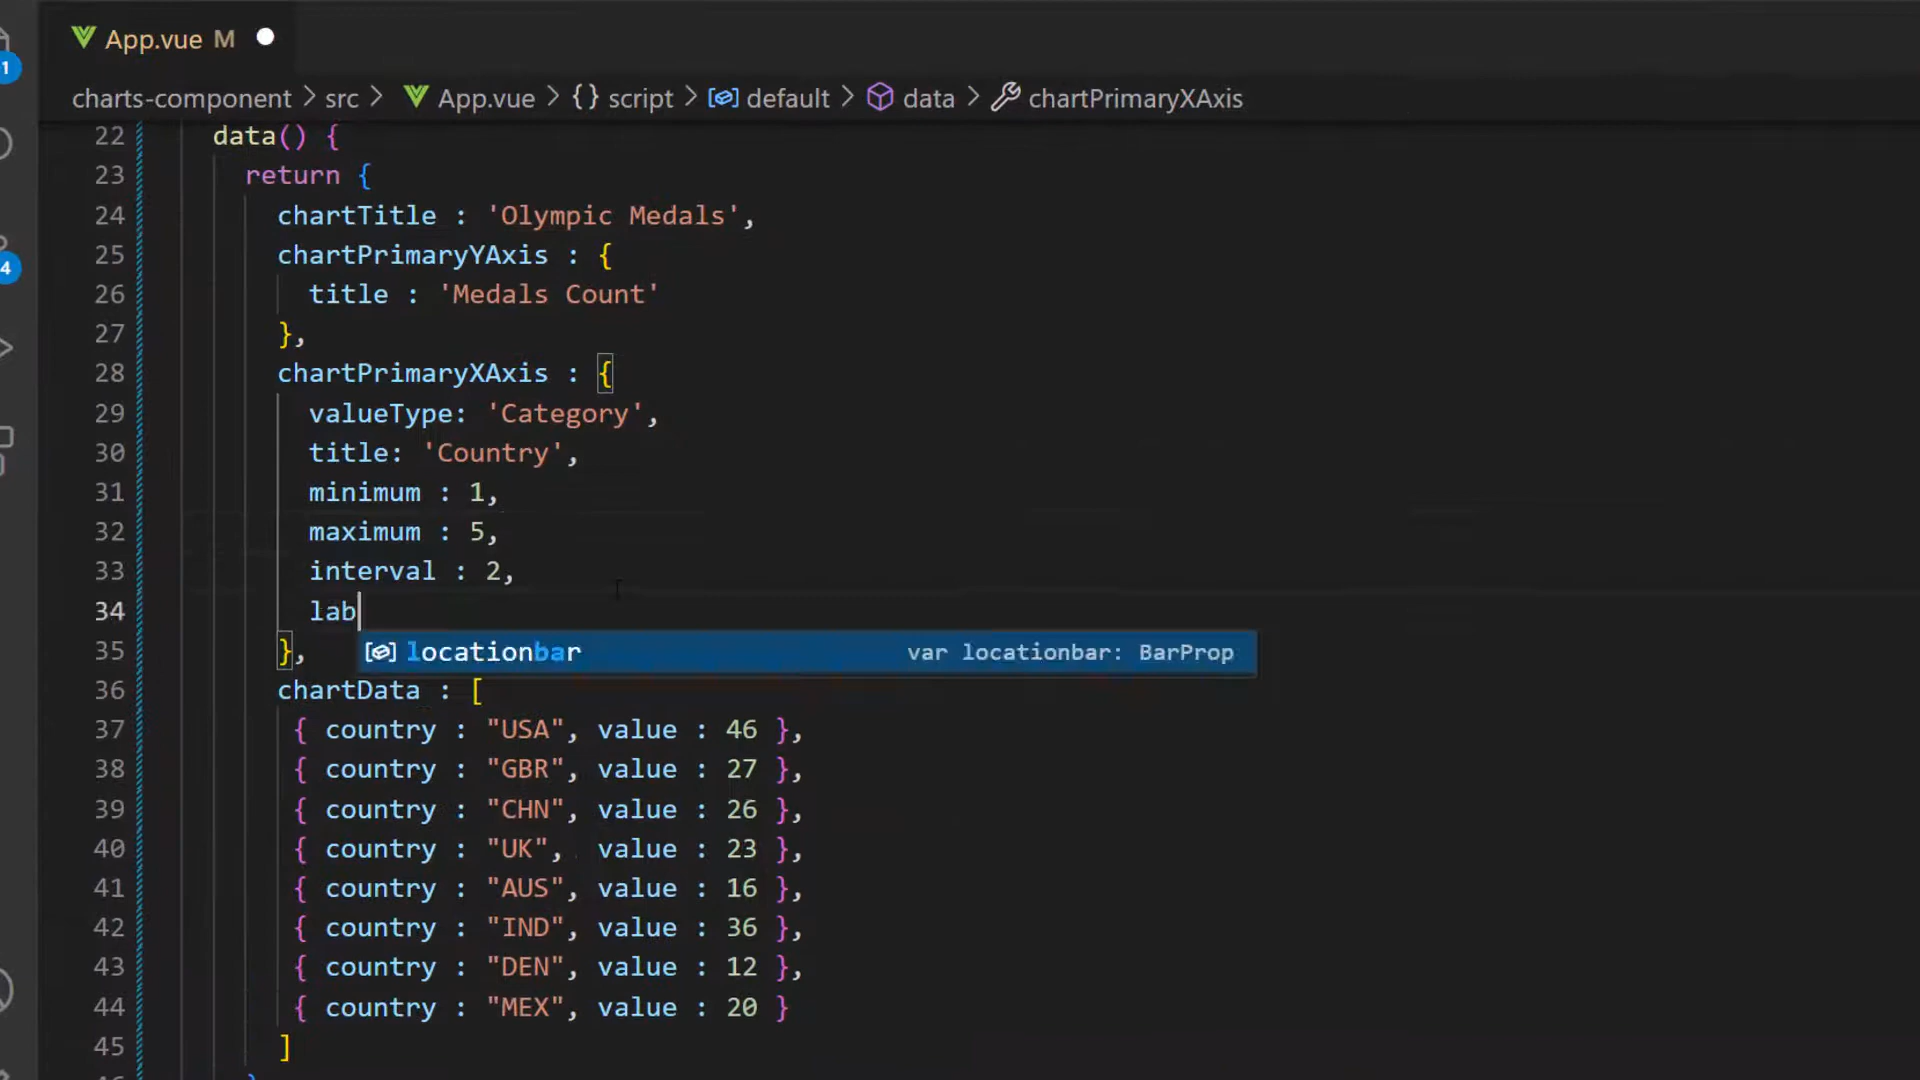 App.vue M
1
charts-component > src > App.vue > {} script > default > data > chartPrimaryXAxis
22 data() {
23 return {
24 chartTitle : 'Olympic Medals',
25 chartPrimaryYAxis : {
26 title : 'Medals Count'
4
27 },
28 chartPrimaryXAxis : {
29 valueType: 'Category',
30 title: 'Country',
31 minimum : 1,
32 maximum : 5,
33 interval : 2,
34 lab
35 },
locationbar var locationbar: BarProp
36 chartData : [
37 { country : "USA", value : 46 },
38 { country : "GBR", value : 27 },
39 { country : "CHN", value : 26 },
40 { country : "UK", value : 23 },
41 { country : "AUS", value : 16 },
42 { country : "IND", value : 36 },
43 { country : "DEN", value : 12 },
44 { country : "MEX", value : 20 }
45 ]